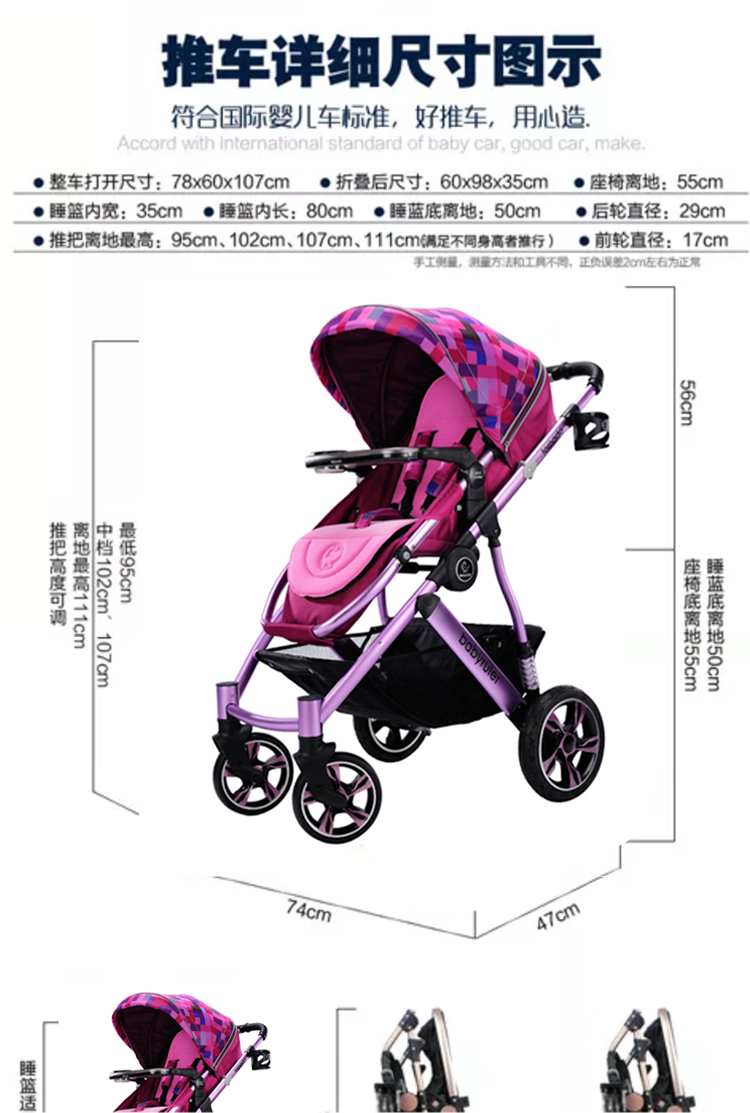 推车详细尺寸图示
符合国际婴儿车标准，好推车，用心造.
Accord with international standard of baby car, good car, make.
●整车打开尺寸：78x60x107cm ●折叠后尺寸：60x98x35cm ●座椅离地：55cm
●睡篮内宽：35cm ●睡篮内长：80cm ●睡蓝底离地：50cm ●后轮直径：29cm
●推把离地最高：95cm、102cm、107cm、111cm(满足不同身高者推行) ●前轮直径：17cm
手工侧量，测量方法和工具不同，正负误差2cm左右为正常
56cm
最低95cm
中档102cm、107cm
离地最高111cm
推把高度可调
睡蓝底离地50cm
座椅底离地55cm
babyruler
74cm
47cm
睡篮适